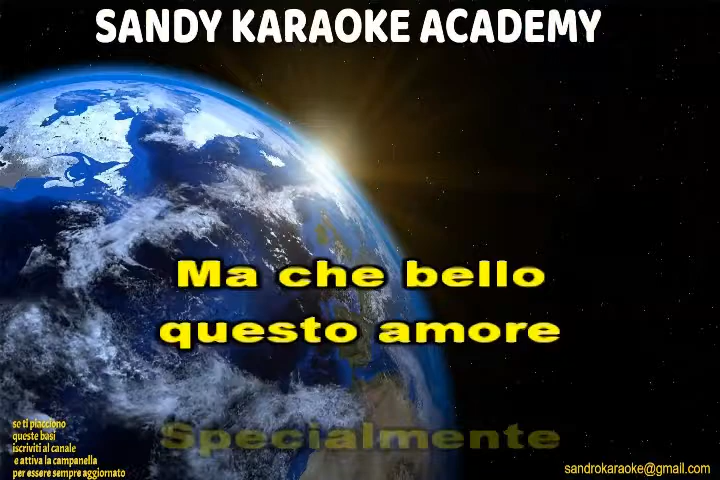 SANDY KARAOKE ACADEMY
Ma che bello
questo amore
Specialmente
se ti piacciono
queste basi
iscriviti al canale
e attiva la campanella
per essere sempre aggiornato
sandrokaraoke@gmail.com